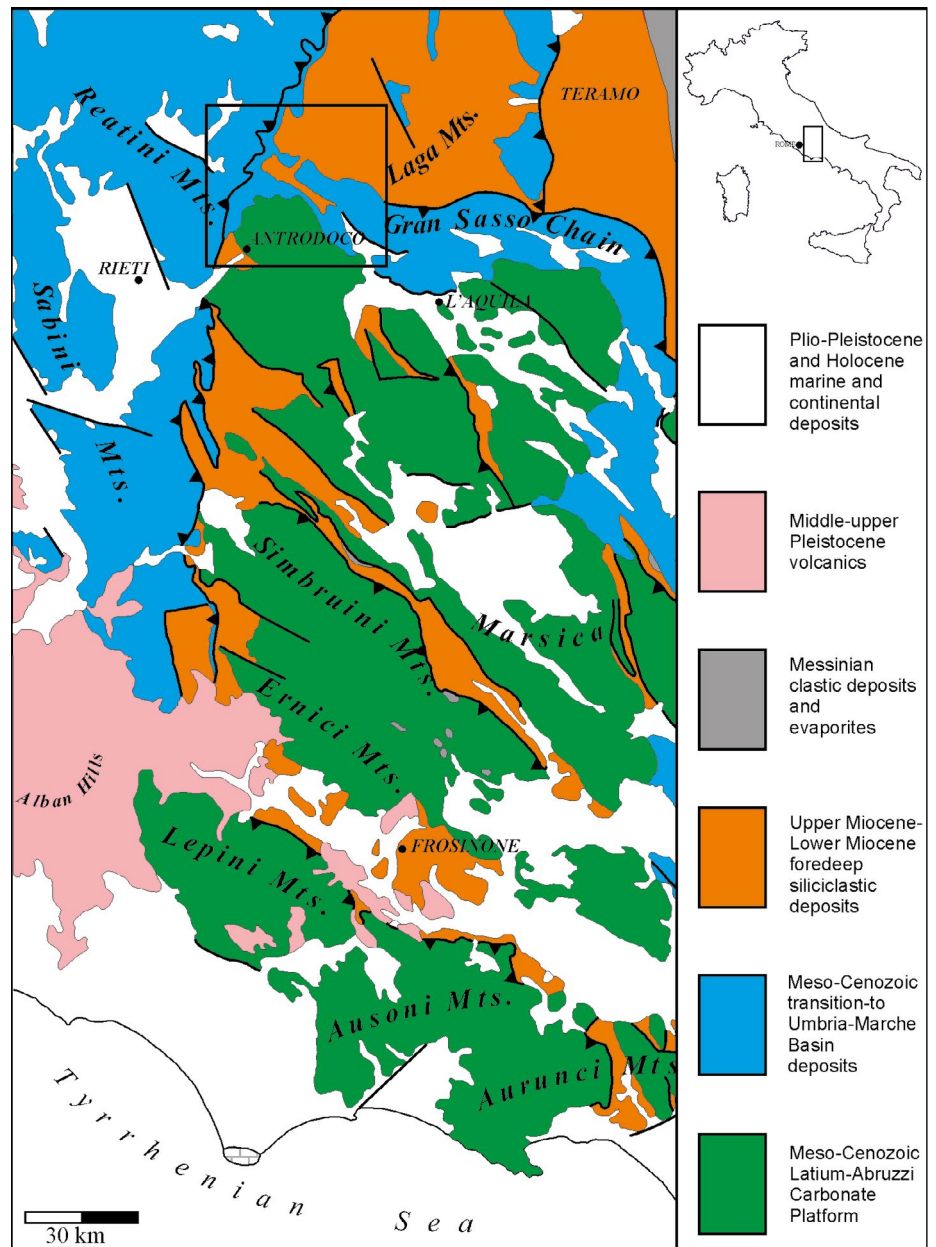 Reatini Mts.
TERAMO
Laga Mts.
Gran Sasso Chain
ANTRODOCO
RIETI
L'AQUILA
Sabini
Mts.
Simbruini Mts.
Marsica
Ernici Mts.
Alban Hills
FROSINONE
Lepini Mts.
Ausoni Mts.
Aurunci Mts
Tyrrhenian Sea
30 km
ROME
Plio-Pleistocene
and Holocene
marine and
continental
deposits
Middle-upper
Pleistocene
volcanics
Messinian
clastic deposits
and
evaporites
Upper Miocene-
Lower Miocene
foredeep
siliciclastic
deposits
Meso-Cenozoic
transition-to
Umbria-Marche
Basin
deposits
Meso-Cenozoic
Latium-Abruzzi
Carbonate
Platform